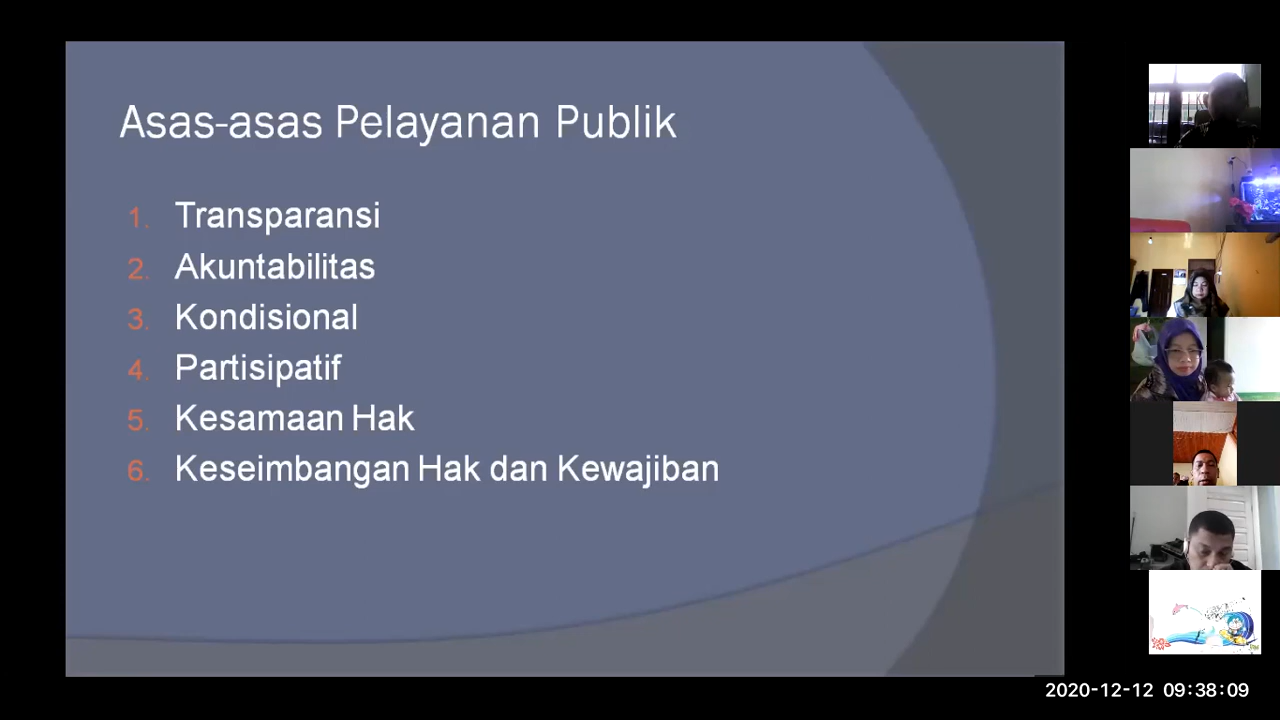 Asas-asas Pelayanan Publik
1. Transparansi
2. Akuntabilitas
3. Kondisional
4. Partisipatif
5. Kesamaan Hak
6. Keseimbangan Hak dan Kewajiban
2020-12-12 09:38:09